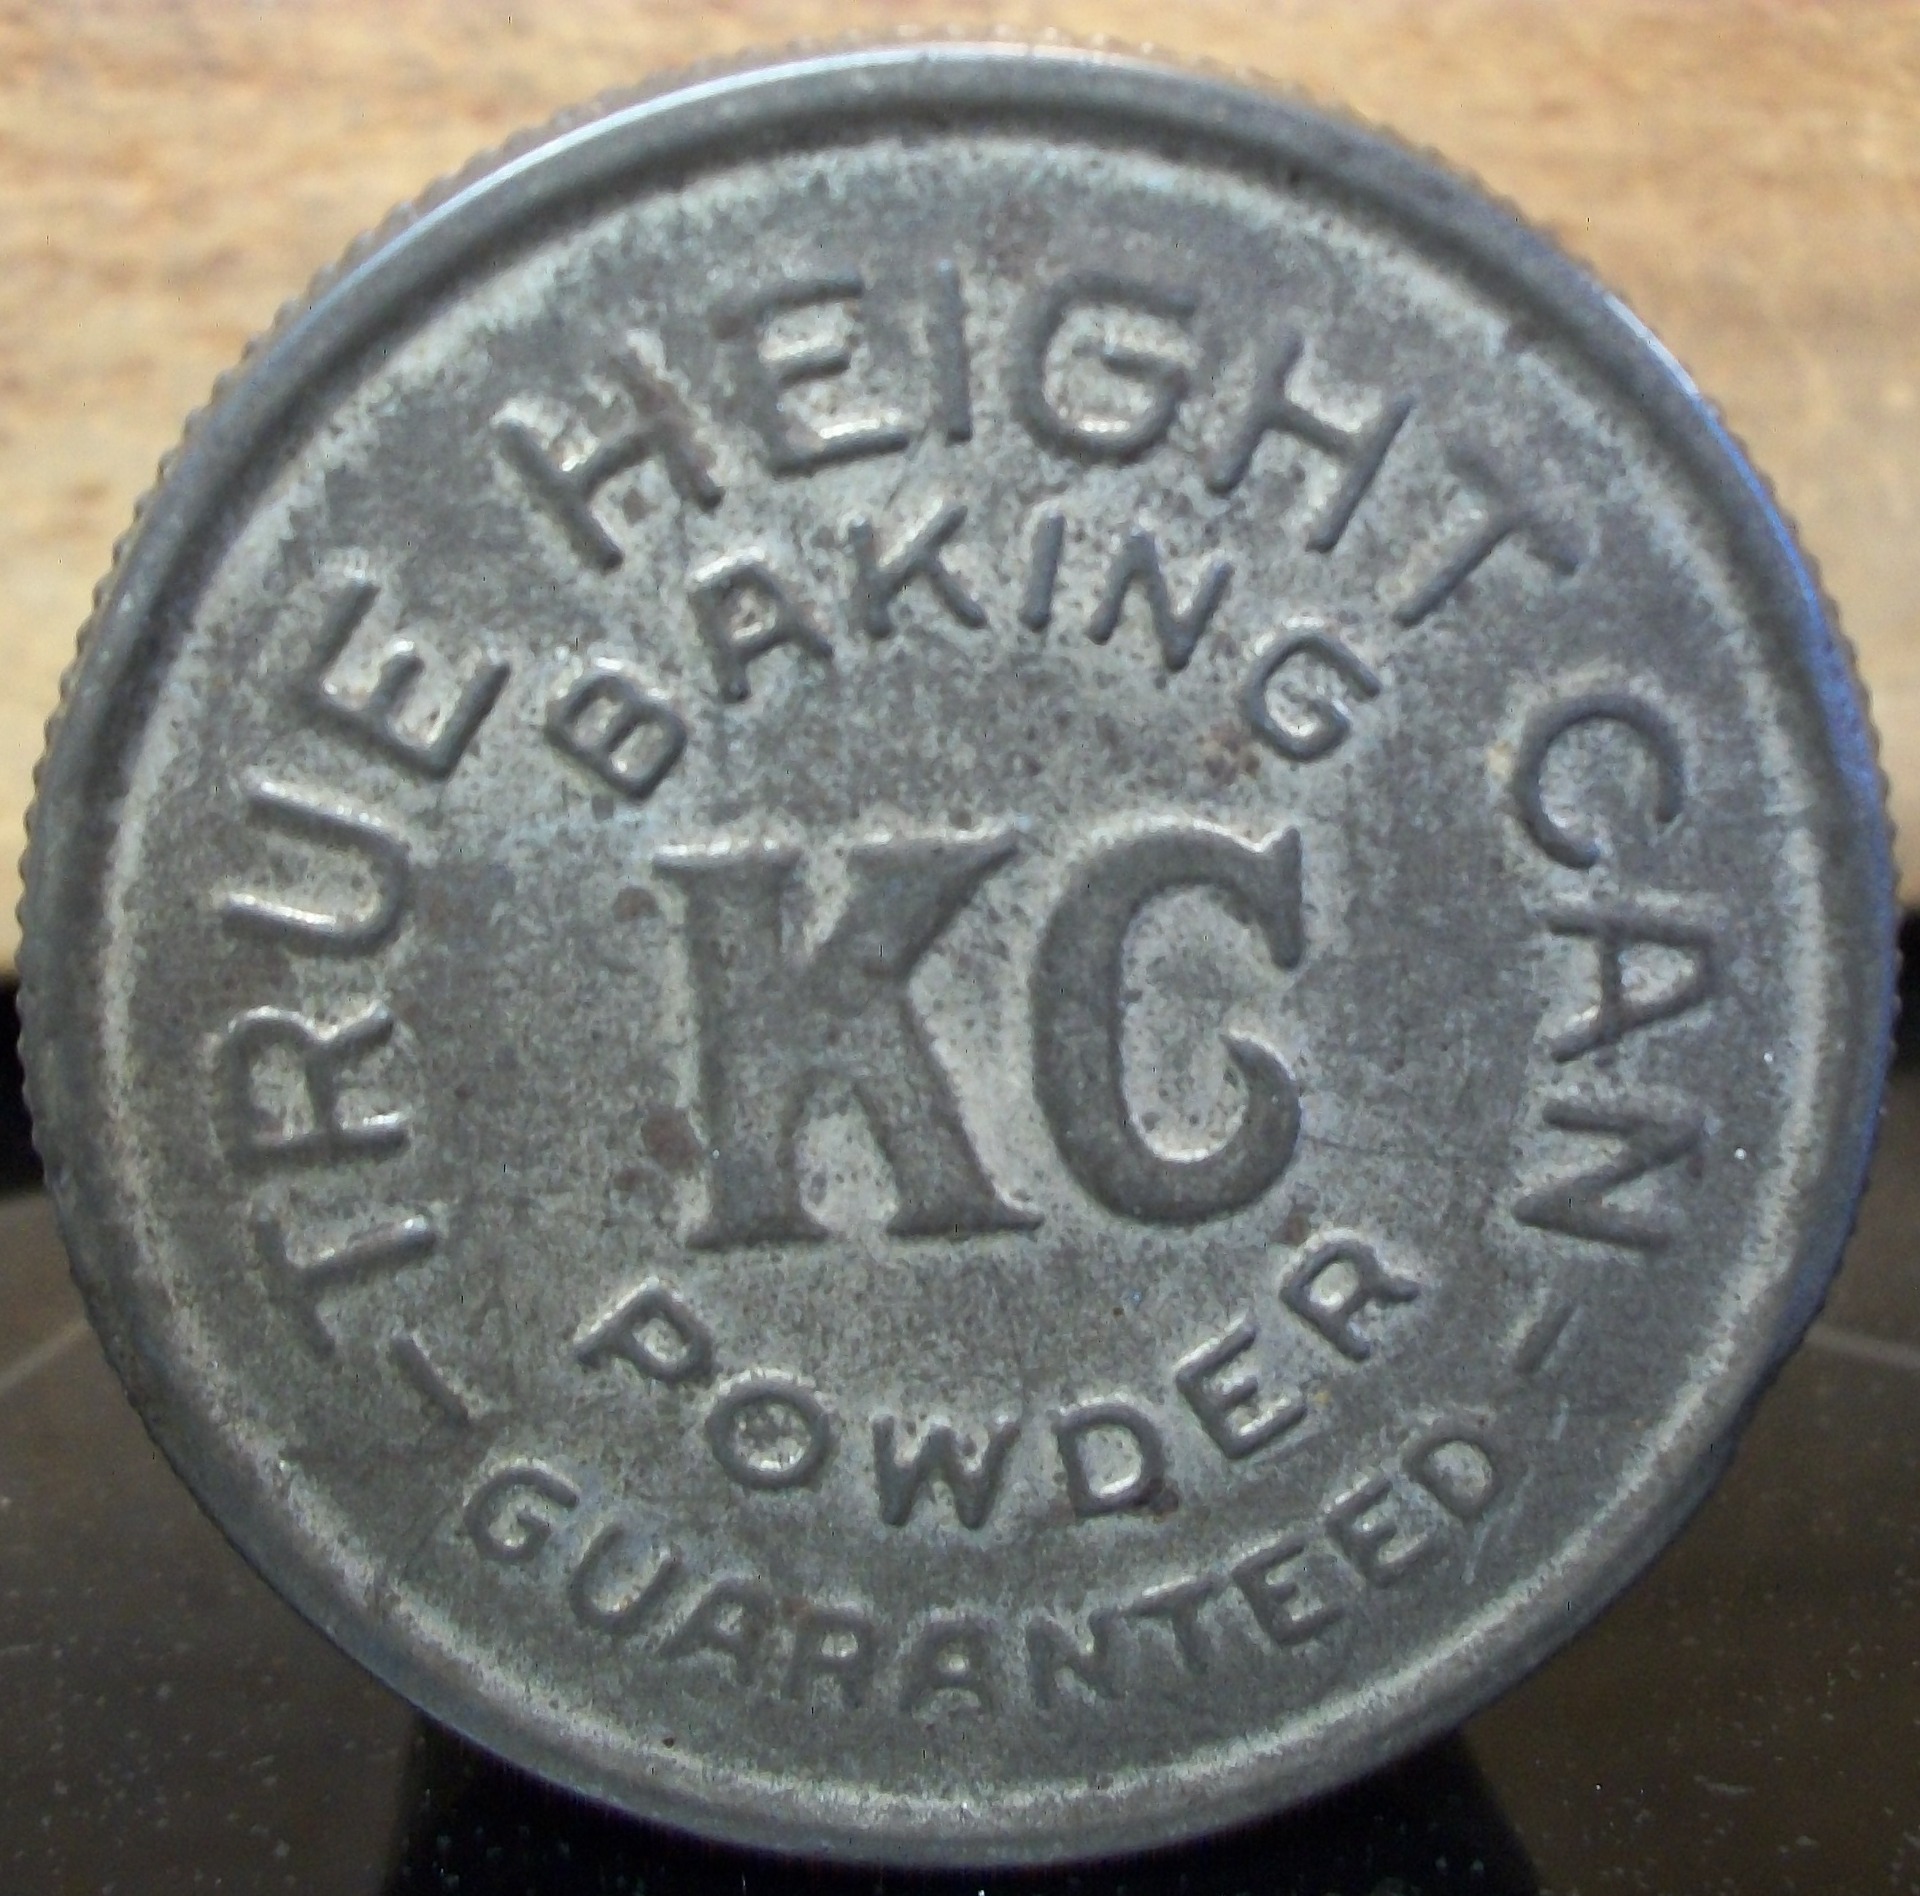 TRUE HEIGHT CAN
BAKING
KC
POWDER
- GUARANTEED -